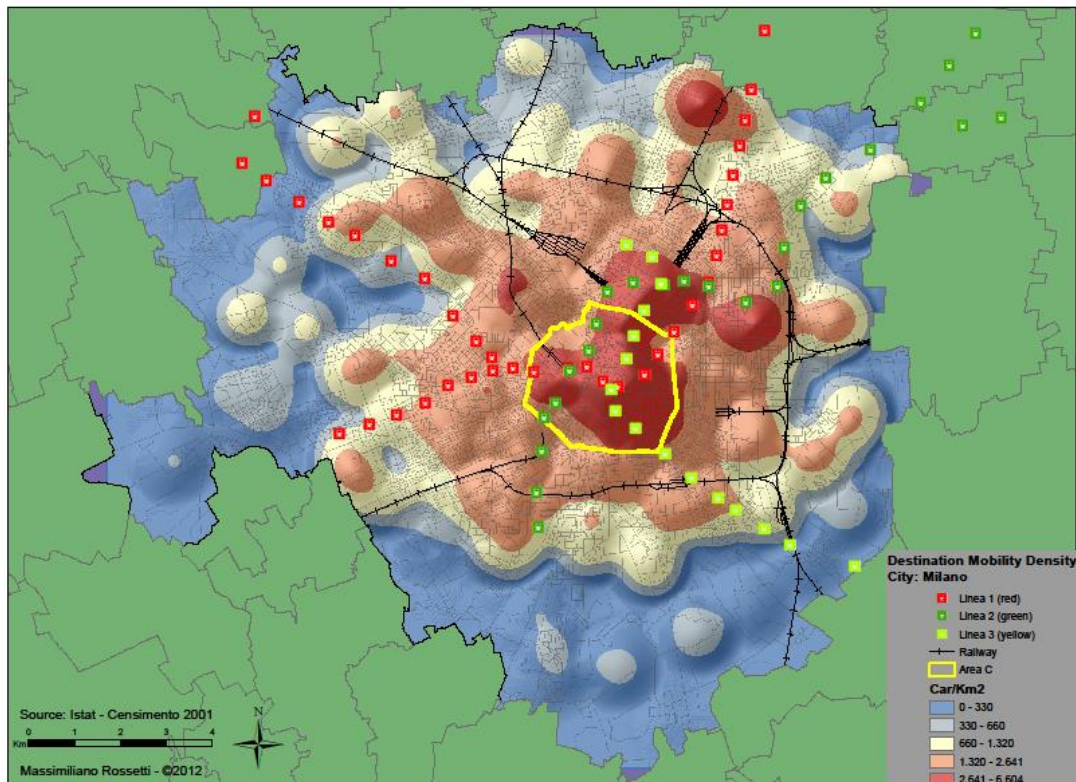 Destination Mobility Density
City: Milano
Linea 1 (red)
Linea 2 (green)
Linea 3 (yellow)
Railway
Area C
Car/Km2
0 - 330
330 - 660
660 - 1.320
1.320 - 2.641
2.641 - 6.604
Source: Istat - Censimento 2001
0 1 2 3 4
Km
N
Massimiliano Rossetti - ©2012